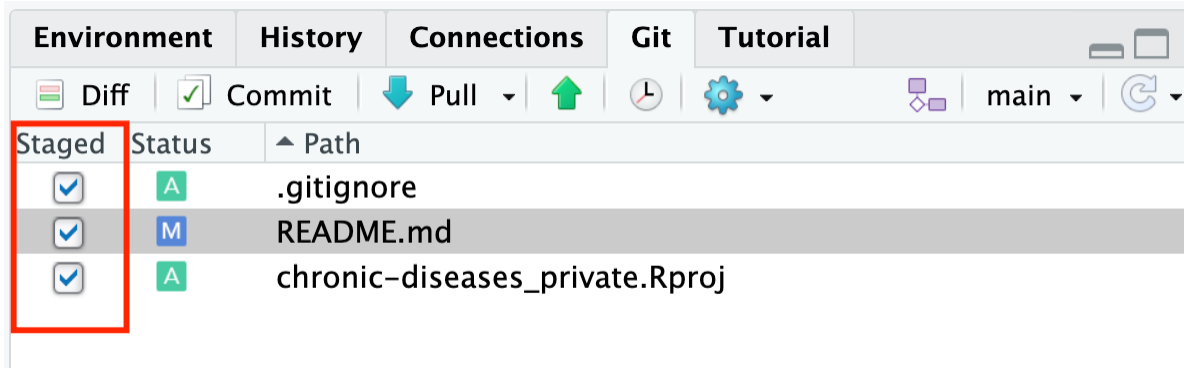 Environment History Connections Git Tutorial
Diff Commit Pull main
Staged Status Path
A .gitignore
M README.md
A chronic-diseases_private.Rproj